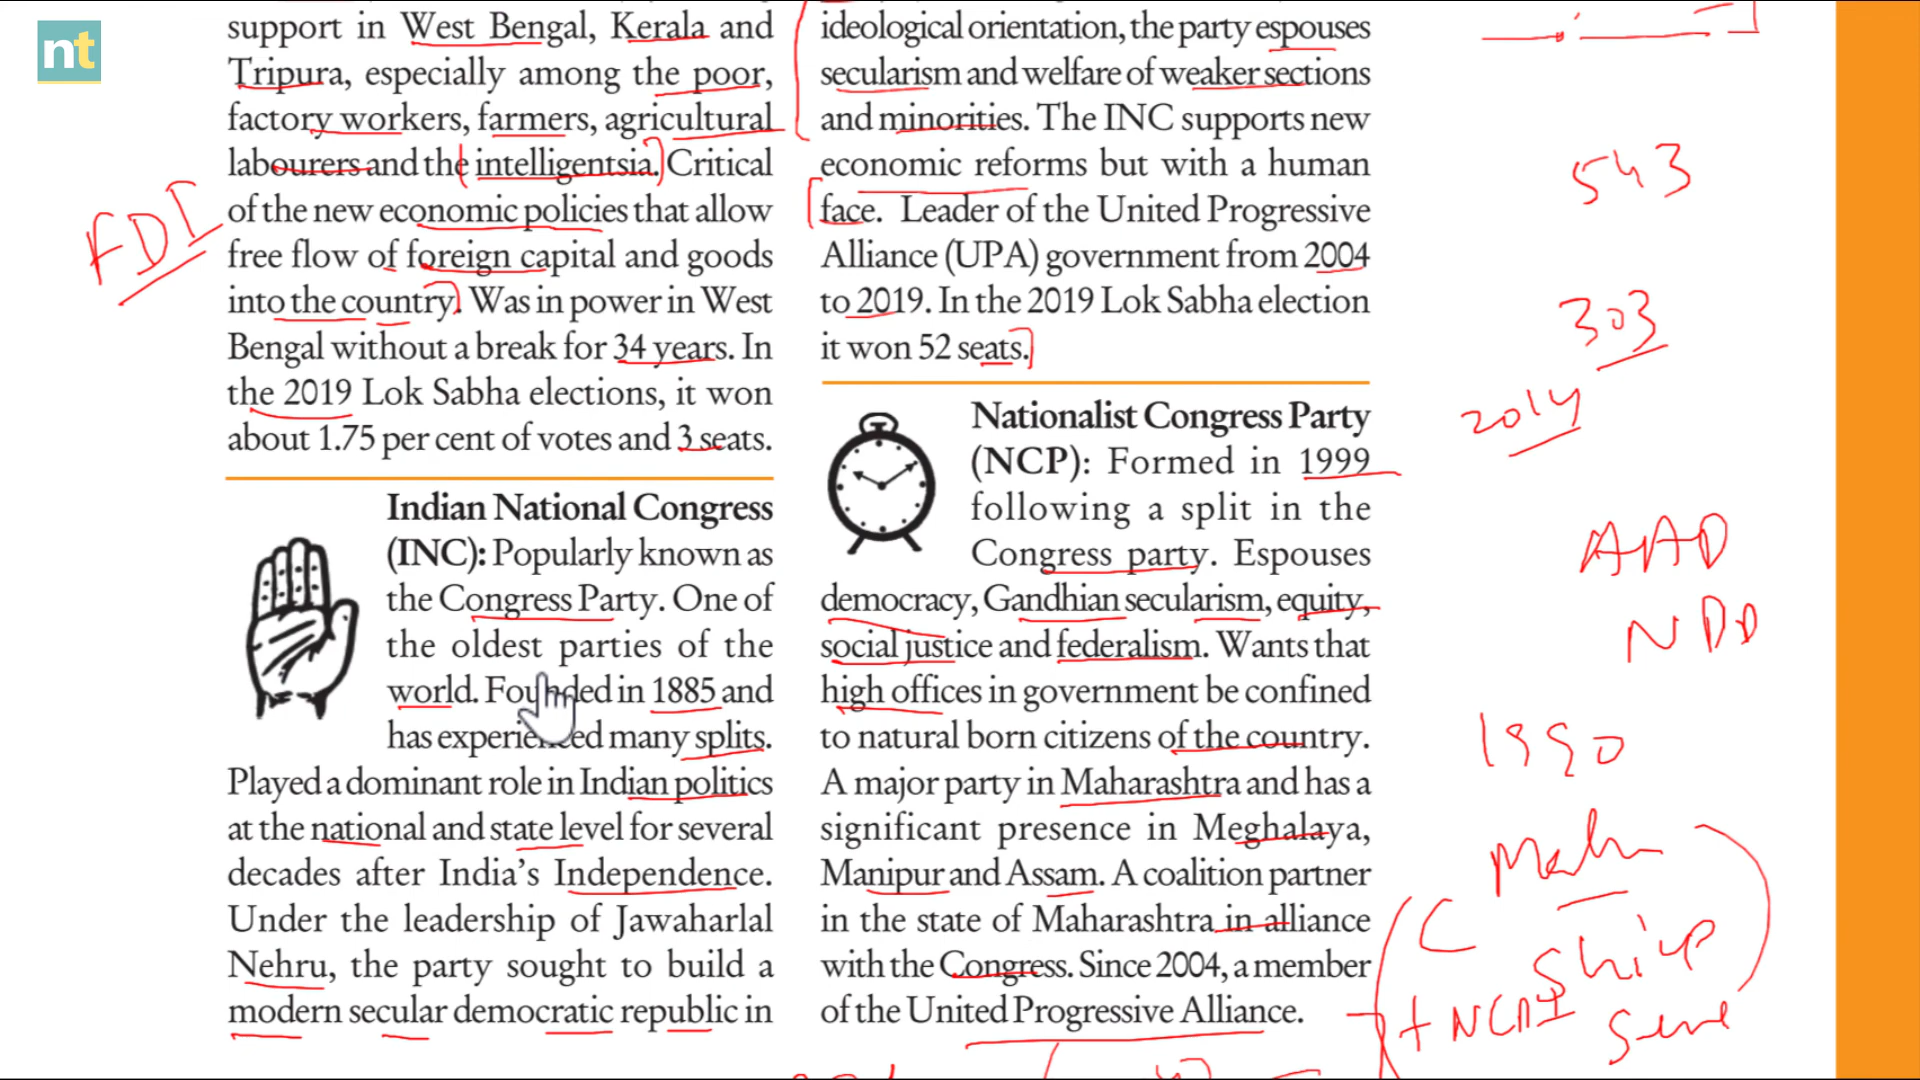 nt
support in West Bengal, Kerala and
Tripura, especially among the poor,
factory workers, farmers, agricultural
labourers and the intelligentsia. Critical
of the new economic policies that allow
free flow of foreign capital and goods
into the country. Was in power in West
Bengal without a break for 34 years. In
the 2019 Lok Sabha elections, it won
about 1.75 per cent of votes and 3 seats.
FDI
Indian National Congress
(INC): Popularly known as
the Congress Party. One of
the oldest parties of the
world. Founded in 1885 and
has experienced many splits.
Played a dominant role in Indian politics
at the national and state level for several
decades after India's Independence.
Under the leadership of Jawaharlal
Nehru, the party sought to build a
modern secular democratic republic in
ideological orientation, the party espouses
secularism and welfare of weaker sections
and minorities. The INC supports new
economic reforms but with a human
face. Leader of the United Progressive
Alliance (UPA) government from 2004
to 2019. In the 2019 Lok Sabha election
it won 52 seats.
Nationalist Congress Party
(NCP): Formed in 1999
following a split in the
Congress party. Espouses
democracy, Gandhian secularism, equity,
social justice and federalism. Wants that
high offices in government be confined
to natural born citizens of the country.
A major party in Maharashtra and has a
significant presence in Meghalaya,
Manipur and Assam. A coalition partner
in the state of Maharashtra in alliance
with the Congress. Since 2004, a member
of the United Progressive Alliance.
543
303
2014
1990
C